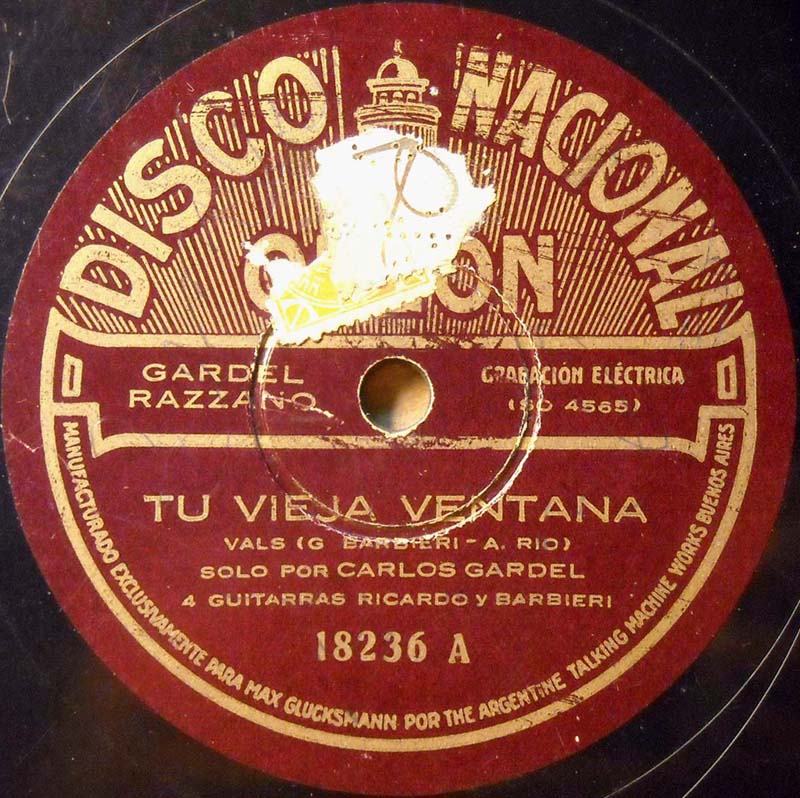 DISCO NACIONAL
GARDEL
RAZZANO
GRABACIÓN ELÉCTRICA
(SO 4565)
TU VIEJA VENTANA
VALS (G BARBIERI - A. RIO)
SOLO POR CARLOS GARDEL
4 GUITARRAS RICARDO y BARBIERI
18236 A
MANUFACTURADO EXCLUSIVAMENTE PARA MAX GLUCKSMANN POR THE ARGENTINE TALKING MACHINE WORKS BUENOS AIRES